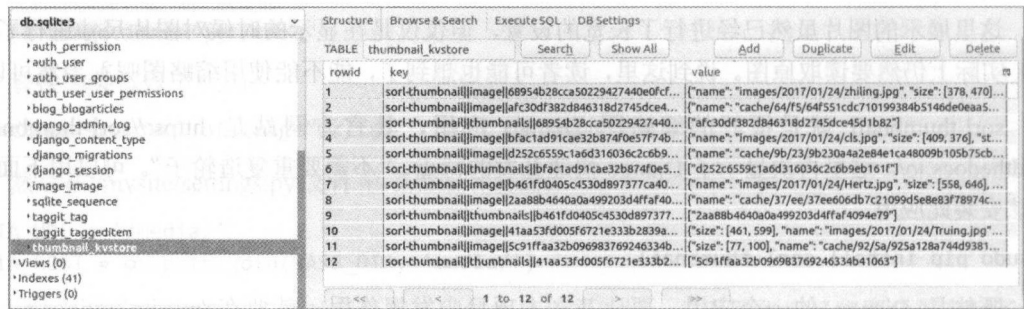 db.sqlite3
Structure Browse & Search Execute SQL DB Settings
TABLE thumbnail_kvstore Search Show All Add Duplicate Edit Delete
auth_permission
auth_user
auth_user_groups
auth_user_user_permissions
blog_blogarticles
django_admin_log
django_content_type
django_migrations
django_session
image_image
sqlite_sequence
taggit_tag
taggit_taggeditem
thumbnail_kvstore
Views (0)
Indexes (41)
Triggers (0)
rowid key value
1 sorl-thumbnail||image||68954b28cca50229427440e0fcf... {"name": "images/2017/01/24/zhiling.jpg", "size": [378, 470]...
2 sorl-thumbnail||image||afc30df382d846318d2745dce4... {"name": "cache/64/f5/64f551cdc710199384b5146de0eaa5...
3 sorl-thumbnail||thumbnails||68954b28cca50229427440... ["afc30df382d846318d2745dce45d1b82"]
4 sorl-thumbnail||image||bfac1ad91cae32b874f0e57f74b... {"name": "images/2017/01/24/cls.jpg", "size": [409, 376], "st...
5 sorl-thumbnail||image||d252c6559c1a6d316036c2c6b9... {"name": "cache/9b/23/9b230a4a2e84e1ca48009b105b75cb...
6 sorl-thumbnail||thumbnails||bfac1ad91cae32b874f0e5... ["d252c6559c1a6d316036c2c6b9eb161f"]
7 sorl-thumbnail||image||b461f0c4530d897377ca40... {"name": "images/2017/01/24/Hertz.jpg", "size": [558, 646], ...
8 sorl-thumbnail||image||2aa88b4640a0a499203d4ffaf40... {"name": "cache/37/ee/37ee606db7c21099d5e8e83f78974c...
9 sorl-thumbnail||thumbnails||b461f0c4530d897377... ["2aa88b4640a0a499203d4ffaf4094e79"]
10 sorl-thumbnail||image||41aa53fd005f6721e333b2839a... {"size": [461, 599], "name": "images/2017/01/24/Truing.jpg"...
11 sorl-thumbnail||image||5c91ffaa32b096983769246334b... {"size": [77, 100], "name": "cache/92/5a/925a128a744d9381...
12 sorl-thumbnail||thumbnails||41aa53fd005f6721e333b2... ["5c91ffaa32b096983769246334b41063"]
<< < 1 to 12 of 12 > >>